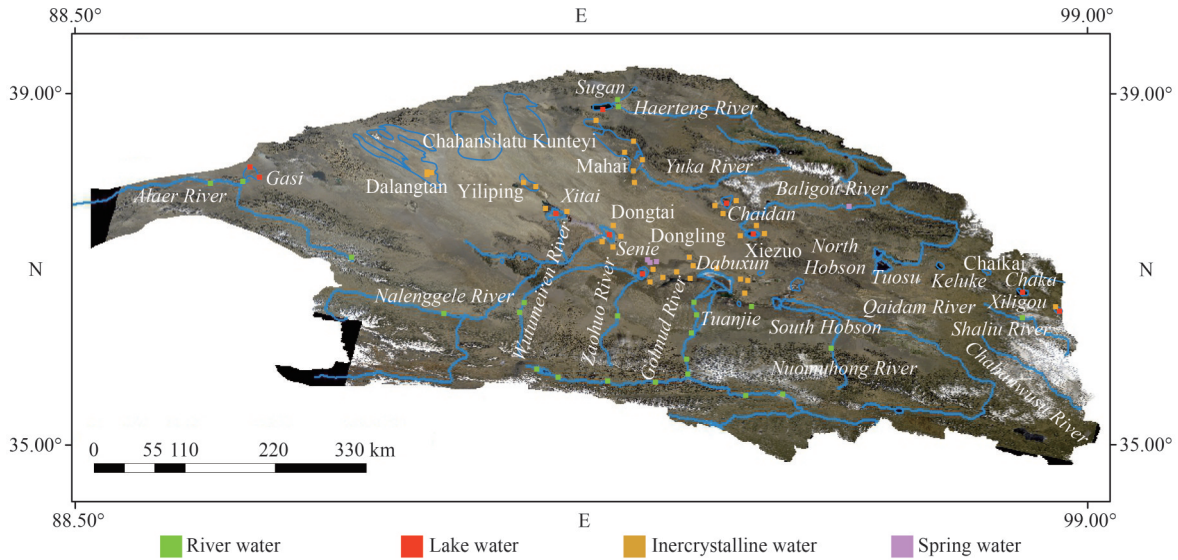 88.50° E 99.00°
39.00° 39.00°
Sugan
Haerteng River
Chahansilatu Kunteyi
Mahai
Yuka River
Gasi
Dalangtan
Yiliping
Xitai
Baligou River
Alaer River
Chaidan
Dongtai
Dongling
Xiezuo
North
Hobson
Senie
Dabuxun
Tuosu
Keluke
Chaikai
Chaka
N N
Nalenggele River
Wutumeiren River
Zaohuo River
Golmud River
Tuanjie
Qaidam River
Xiligou
South Hobson
Shaliu River
Nuomuhong River
Chahanwusu River
35.00° 35.00°
0 55 110 220 330 km
88.50° E 99.00°
River water Lake water Inercrystalline water Spring water